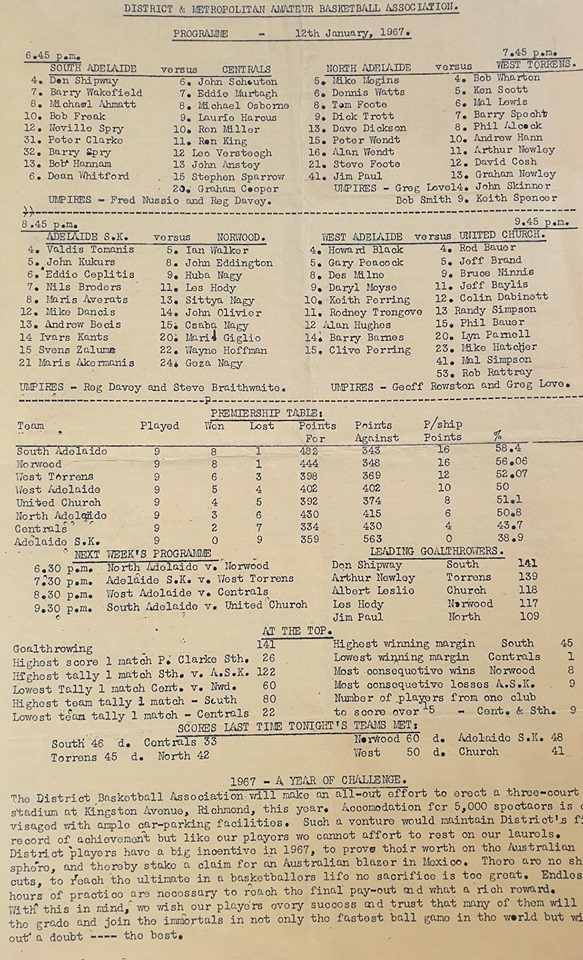 DISTRICT & METROPOLITAN AMATEUR BASKETBALL ASSOCIATION.
PROGRAMME - 12th January, 1967.
6.45 p.m.
SOUTH ADELAIDE versus CENTRALS
4. Don Shipway 6. John Schouten
7. Barry Wakefield 7. Eddie Murtagh
8. Michael Ahmatt 8. Michael Osborne
10. Bob Freak 9. Laurie Harcus
12. Neville Spry 10. Ron Miller
31. Peter Clarke 11. Ron King
32. Barry Spry 12 Leo Versteegh
13. Bob Hannam 13. John Anstey
6. Dean Whitford 15 Stephen Sparrow
20. Graham Cooper
UMPIRES - Fred Nussio and Reg Davey.
7.45 p.m.
NORTH ADELAIDE versus WEST TORRENS.
5. Mike Mogins 4. Bob Wharton
6. Dennis Watts 5. Ken Scott
8. Tom Foote 6. Mal Lewis
9. Dick Trott 7. Barry Specht
13. Dave Dickson 8. Phil Alcock
15. Peter Wendt 10. Andrew Hann
16. Alan Wendt 11. Arthur Newley
21. Steve Foote 12. David Cosh
41. Jim Paul 13. Graham Nowley
UMPIRES - Greg Love 14. John Skinner
Bob Smith 9. Keith Spencer
8.45 p.m.
ADELAIDE S.K. versus NORWOOD.
4. Valdis Tomanis 5. Ian Walker
5. John Kukurs 8. John Eddington
6. Eddie Ceplitis 9. Huba Nagy
7. Nils Broders 11. Les Hody
8. Maris Averats 13. Sittya Nagy
12. Mike Dancis 14. John Olivier
13. Andrew Bocis 15. Csaba Nagy
14 Ivars Kants 20. Mari Giglio
15 Svens Zalums 22. Wayne Hoffman
21 Maris Akermanis 24. Geza Nagy
UMPIRES - Reg Davey and Steve Braithwaite.
9.45 p.m.
WEST ADELAIDE versus UNITED CHURCH.
4. Howard Black 4. Rod Bauer
5. Gary Peacock 5. Jeff Brand
8. Des Milne 9. Bruce Ninnis
9. Daryl Moyse 11. Jeff Baylis
10. Keith Perring 12. Colin Dabinett
11. Rodney Trengove 13 Randy Simpson
12 Alan Hughes 15. Phil Bauer
14. Barry Barnes 20. Lyn Parnell
15. Clive Perring 23. Mike Hatcher
41. Mal Simpson
53. Rob Rattray
UMPIRES - Geoff Rowston and Greg Love.
PREMIERSHIP TABLE:
Team Played Won Lost Points For Points Against P/ship Points %
South Adelaide 9 8 1 482 343 16 58.4
Norwood 9 8 1 444 348 16 56.06
West Torrens 9 6 3 398 369 12 52.07
West Adelaide 9 5 4 402 402 10 50
United Church 9 4 5 392 374 8 51.1
North Adelaide 9 3 6 430 415 6 50.8
Centrals 9 2 7 334 430 4 43.7
Adelaide S.K. 9 0 9 359 563 0 38.9
NEXT WEEK'S PROGRAMME
6.30 p.m. North Adelaide v. Norwood
7.30 p.m. Adelaide S.K. v. West Torrens
8.30 p.m. West Adelaide v. Centrals
9.30 p.m. South Adelaide v. United Church
LEADING GOALTHROWERS.
Don Shipway South 141
Arthur Newley Torrens 139
Albert Leslie Church 118
Les Hody Norwood 117
Jim Paul North 109
AT THE TOP.
Goalthrowing 141
Highest score 1 match P. Clarke Sth. 26
Highest tally 1 match Sth. v. A.S.K. 122
Lowest Tally 1 match Cent. v. Nwd. 60
Highest team tally 1 match - South 80
Lowest team tally 1 match - Centrals 22
Highest winning margin South 45
Lowest winning margin Centrals 1
Most consequtive wins Norwood 8
Most consequtive losses A.S.K. 9
Number of players from one club
to score over 15 - Cent. & Sth. 9
SCORES LAST TIME TONIGHT'S TEAMS MET:
South 46 d. Centrals 33 Norwood 60 d. Adelaide S.K. 48
Torrens 45 d. North 42 West 50 d. Church 41
1967 - A YEAR OF CHALLENGE.
The District Basketball Association will make an all-out effort to erect a three-court
stadium at Kingston Avenue, Richmond, this year. Accomodation for 5,000 spectaors is
visaged with ample car-parking facilities. Such a venture would maintain District's
record of achievement but like our players we cannot affort to rest on our laurels.
District players have a big incentive in 1967, to prove thoir worth on the Australian
sphere, and thereby stake a claim for an Australian blazer in Mexico. There are no
cuts, to reach the ultimate in a basketballors life no sacrifice is too great. Endles
hours of practice are necessary to reach the final pay-out and what a rich reward.
With this in mind, we wish our players every success and trust that many of them will
the grade and join the immortals in not only the fastest ball game in the world but
out a doubt ---- the best.